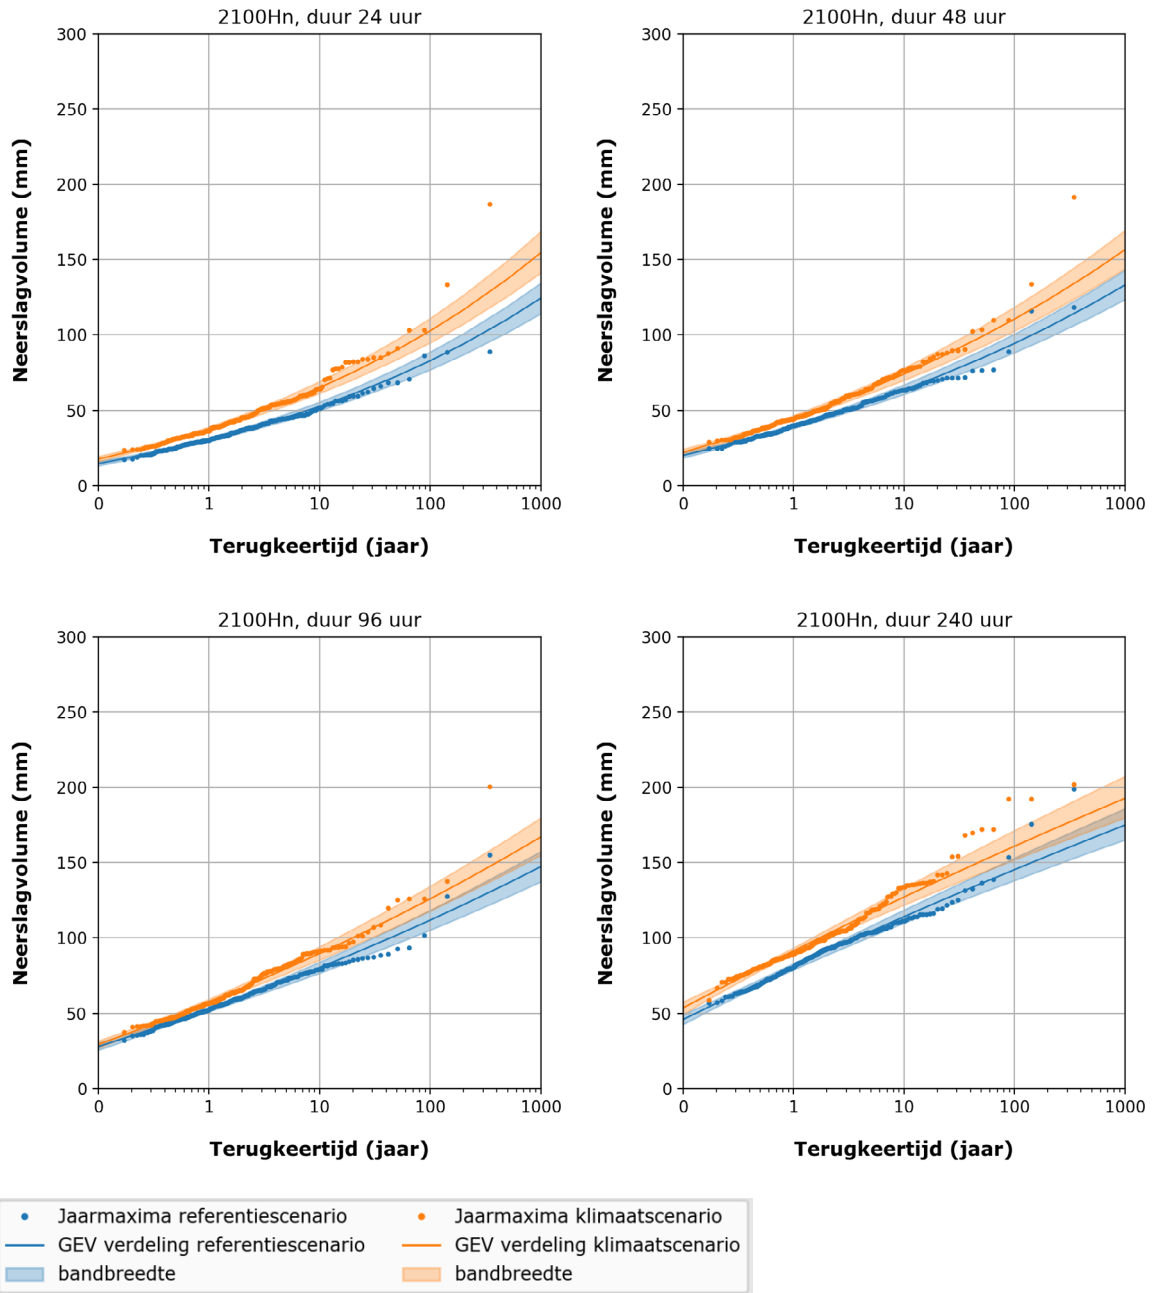 2100Hn, duur 24 uur
300
250
200
150
100
50
0
Neerslagvolume (mm)
0 1 10 100 1000
Terugkeertijd (jaar)
2100Hn, duur 48 uur
300
250
200
150
100
50
0
Neerslagvolume (mm)
0 1 10 100 1000
Terugkeertijd (jaar)
2100Hn, duur 96 uur
300
250
200
150
100
50
0
Neerslagvolume (mm)
0 1 10 100 1000
Terugkeertijd (jaar)
2100Hn, duur 240 uur
300
250
200
150
100
50
0
Neerslagvolume (mm)
0 1 10 100 1000
Terugkeertijd (jaar)
Jaarmaxima referentiescenario
GEV verdeling referentiescenario
bandbreedte
Jaarmaxima klimaatscenario
GEV verdeling klimaatscenario
bandbreedte